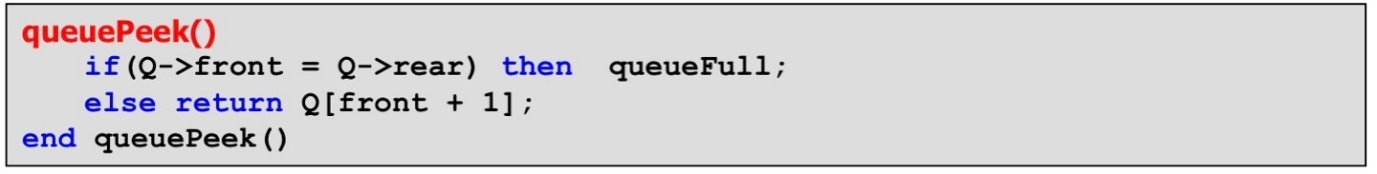 queuePeek()
if(Q->front = Q->rear) then queueFull;
else return Q[front + 1];
end queuePeek()